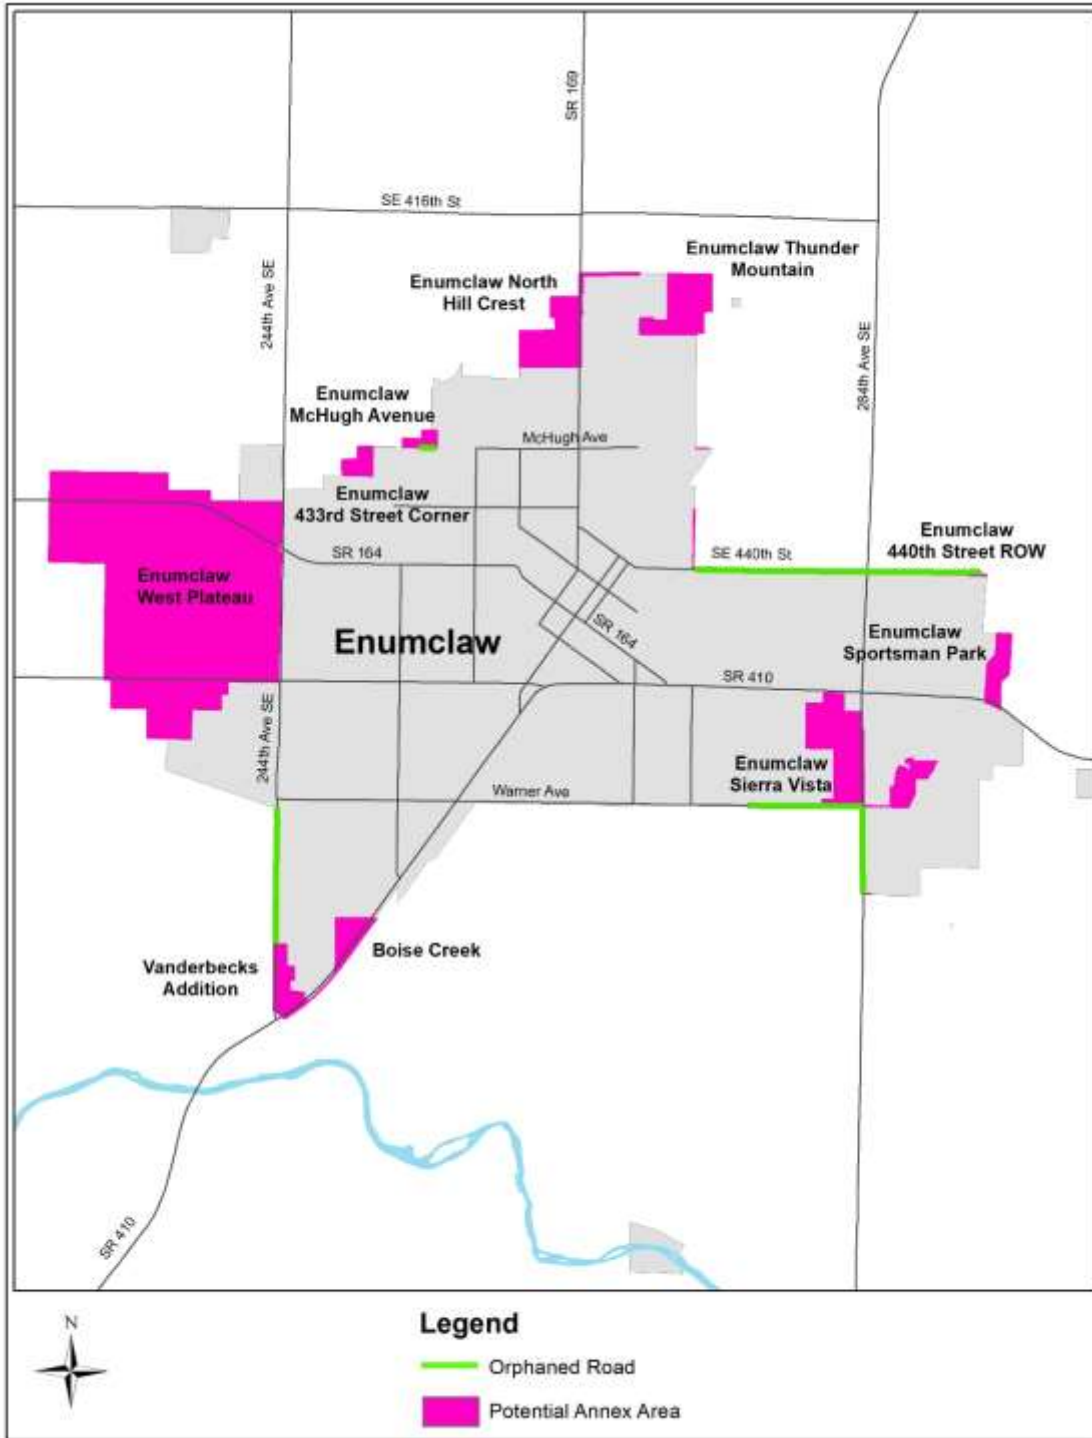 SR 169
SE 416th St
244th Ave SE
Enumclaw Thunder
Mountain
Enumclaw North
Hill Crest
284th Ave SE
Enumclaw
McHugh Avenue
McHugh Ave
Enumclaw
433rd Street Corner
Enumclaw
440th Street ROW
SR 164
SE 440th St
Enumclaw
West Plateau
Enumclaw
SR 164
Enumclaw
Sportsman Park
SR 410
244th Ave SE
Enumclaw
Sierra Vista
Warner Ave
Boise Creek
Vanderbecks
Addition
SR 410
N
Legend
Orphaned Road
Potential Annex Area